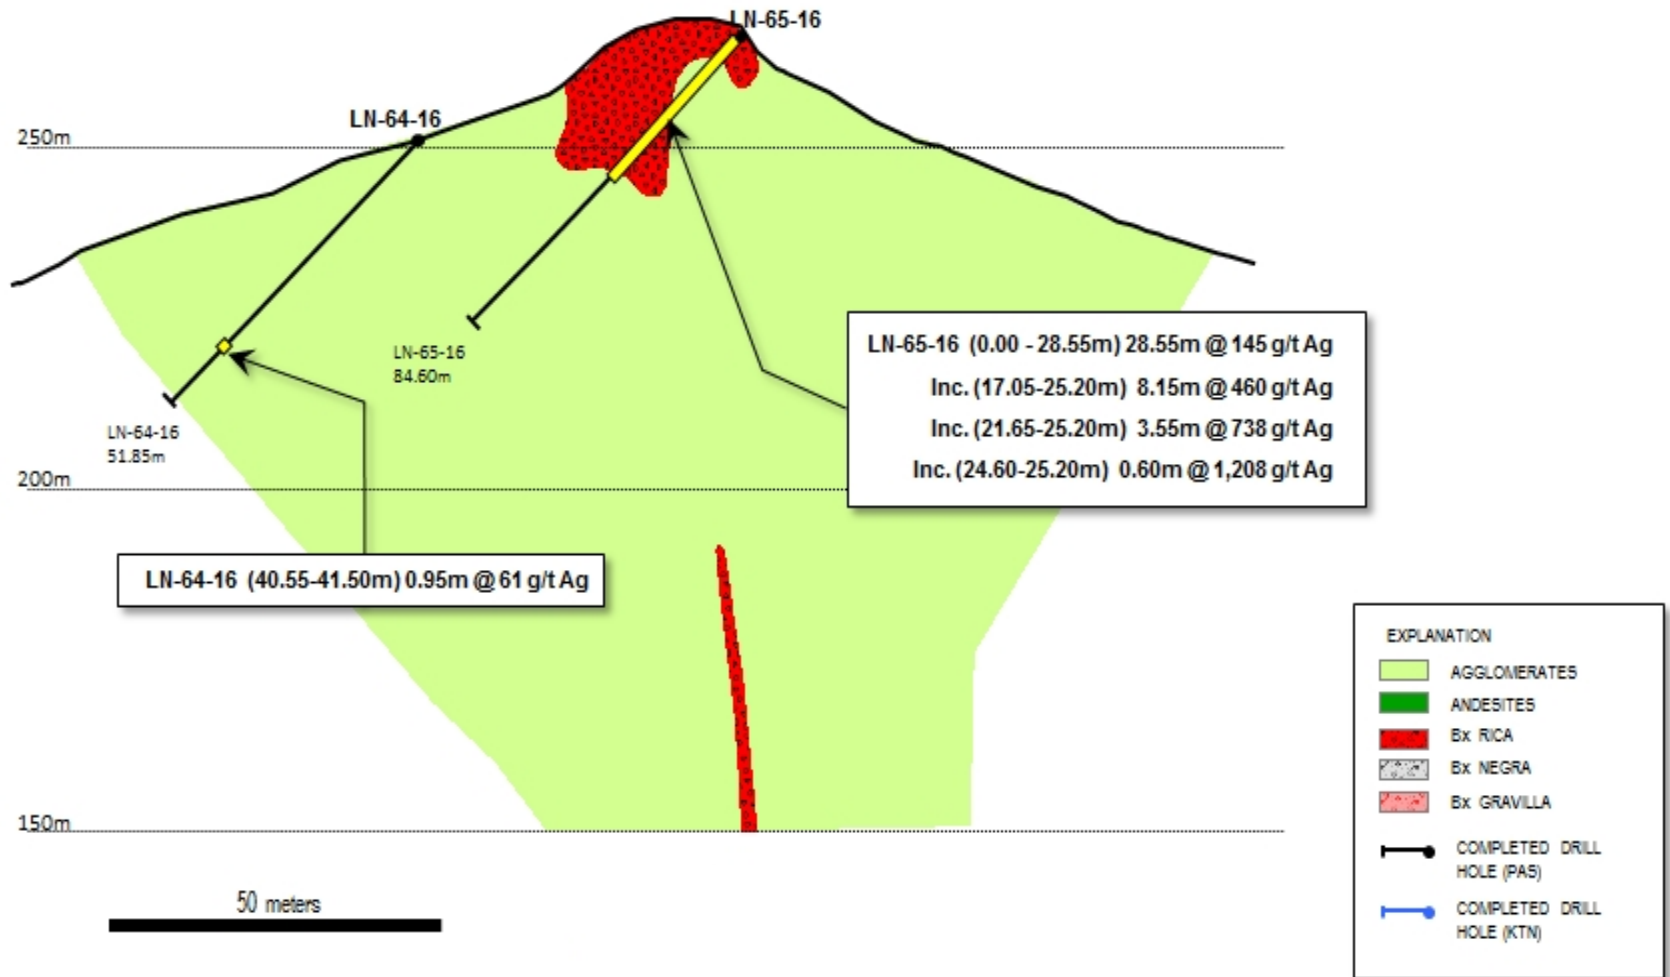 LN-65-16
LN-64-16
250m
LN-65-16 (0.00 - 28.55m) 28.55m @ 145 g/t Ag
Inc. (17.05-25.20m) 8.15m @ 460 g/t Ag
Inc. (21.65-25.20m) 3.55m @ 738 g/t Ag
Inc. (24.60-25.20m) 0.60m @ 1,208 g/t Ag
LN-65-16
84.60m
LN-64-16
51.85m
200m
LN-64-16 (40.55-41.50m) 0.95m @ 61 g/t Ag
150m
50 meters
EXPLANATION
AGGLOMERATES
ANDESITES
Bx RICA
Bx NEGRA
Bx GRAVILLA
COMPLETED DRILL
HOLE (PAS)
COMPLETED DRILL
HOLE (KTN)